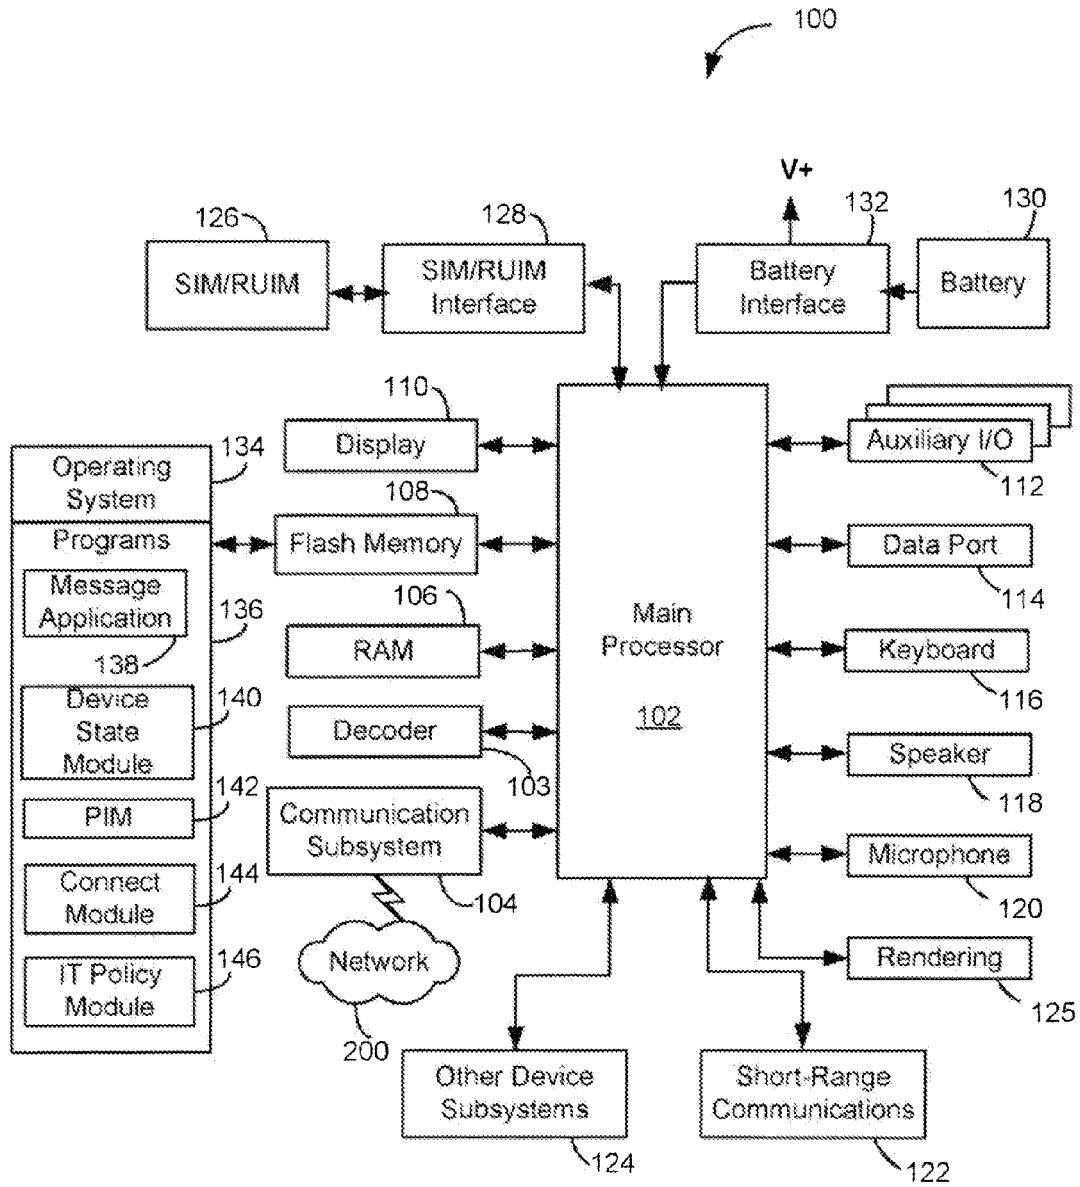 100
V+
126
128
132
130
SIM/RUIM
SIM/RUIM
Interface
Battery
Interface
Battery
110
Display
Auxiliary I/O
112
134
Operating
System
108
Flash Memory
Data Port
114
Programs
Message
Application
138
136
106
RAM
Main
Processor
102
Keyboard
116
Device
State
Module
140
Decoder
103
Speaker
118
PIM
142
Communication
Subsystem
104
Microphone
120
Connect
Module
144
Network
200
Rendering
125
IT Policy
Module
146
Other Device
Subsystems
124
Short-Range
Communications
122